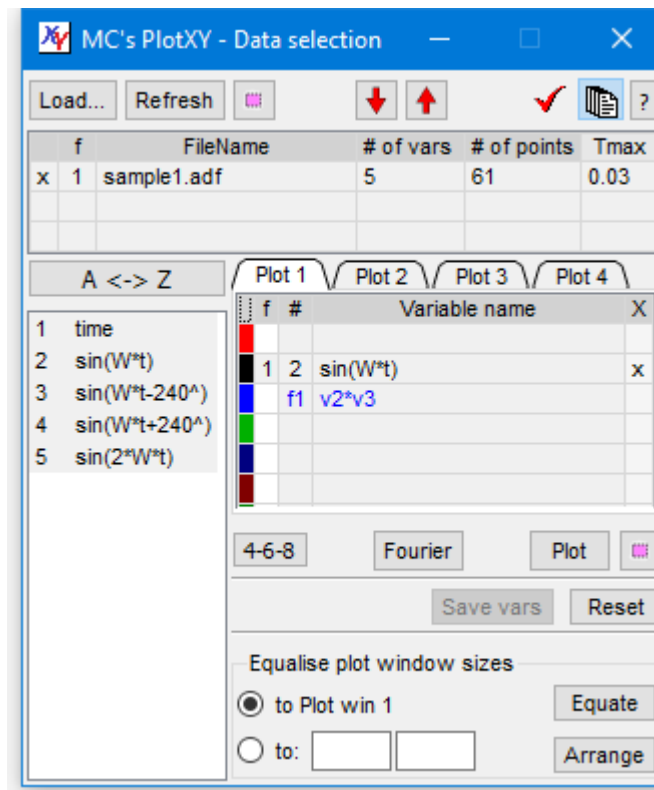 MC's PlotXY - Data selection
Load... Refresh ?
f FileName # of vars # of points Tmax
x 1 sample1.adf 5 61 0.03
A <-> Z
Plot 1 Plot 2 Plot 3 Plot 4
f # Variable name X
1 time
2 sin(W*t)
3 sin(W*t-240^)
4 sin(W*t+240^)
5 sin(2*W*t)
1 2 sin(W*t) x
f1 v2*v3
4-6-8 Fourier Plot
Save vars Reset
Equalise plot window sizes
to Plot win 1 Equate
to: Arrange